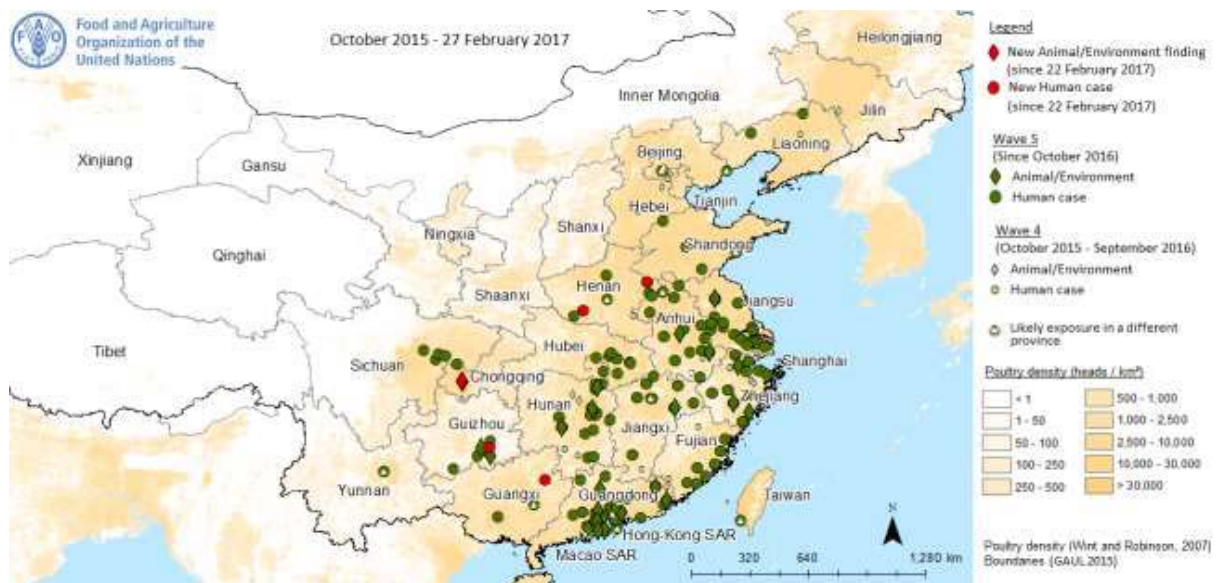 FAO
Food and Agriculture
Organization of the
United Nations
October 2015 - 27 February 2017
Heilongjiang
Inner Mongolia
Jilin
Xinjiang
Gansu
Beijing
Liaoning
Tianjin
Hebei
Shanxi
Ningxia
Shandong
Qinghai
Henan
Shaanxi
Jiangsu
Anhui
Tibet
Hubei
Shanghai
Sichuan
Chongqing
Zhejiang
Hunan
Guizhou
Jiangxi
Fujian
Yunnan
Guangxi
Guangdong
Taiwan
Hong-Kong SAR
Macao SAR
N
0 320 640 1,280 km
Legend
New Animal/Environment finding
(since 22 February 2017)
New Human case
(since 22 February 2017)
Wave 5
(Since October 2016)
Animal/Environment
Human case
Wave 4
(October 2015 - September 2016)
Animal/Environment
Human case
Likely exposure in a different
province
Poultry density (heads / km²)
< 1
1 - 50
50 - 100
100 - 250
250 - 500
500 - 1,000
1,000 - 2,500
2,500 - 10,000
10,000 - 30,000
> 30,000
Poultry density (Wint and Robinson, 2007)
Boundaries (GAUL 2015)